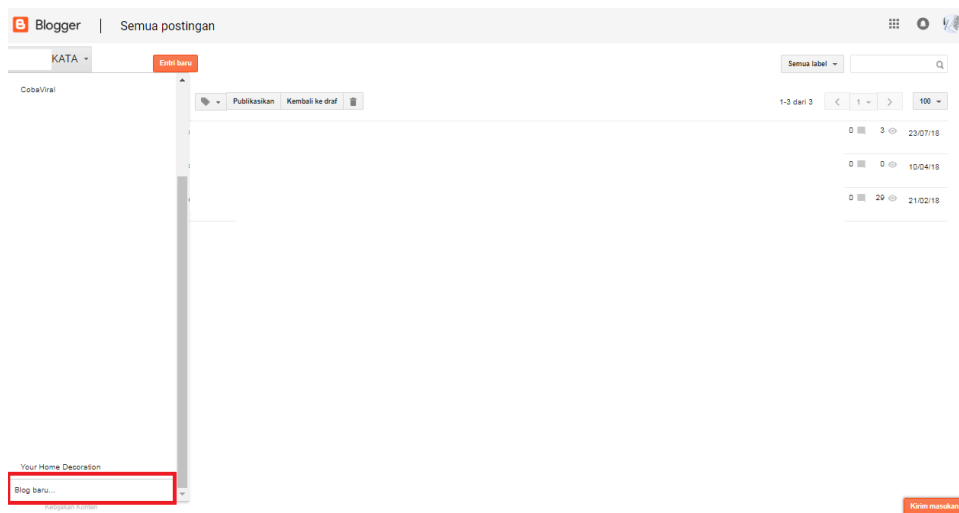 Blogger | Semua postingan
KATA
Entri baru
Semua label
CobaViral
Publikasikan Kembali ke draf
1-3 dari 3
1
100
0 3 23/07/18
0 0 10/04/18
0 29 21/02/18
Your Home Decoration
Blog baru...
Kebijakan Konten
Kirim masukan